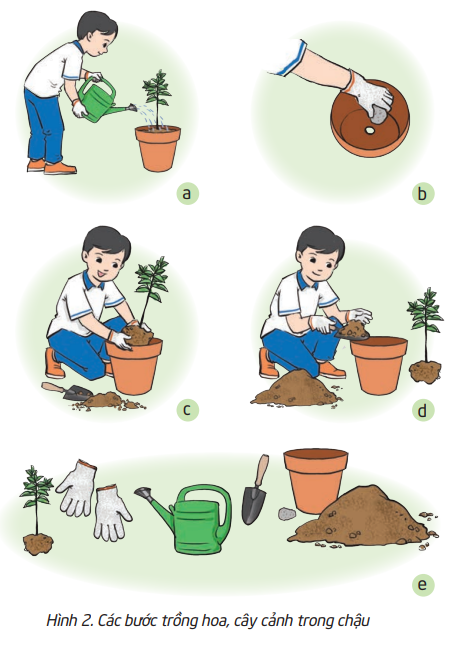 a
b
c
d
e
Hình 2. Các bước trồng hoa, cây cảnh trong chậu